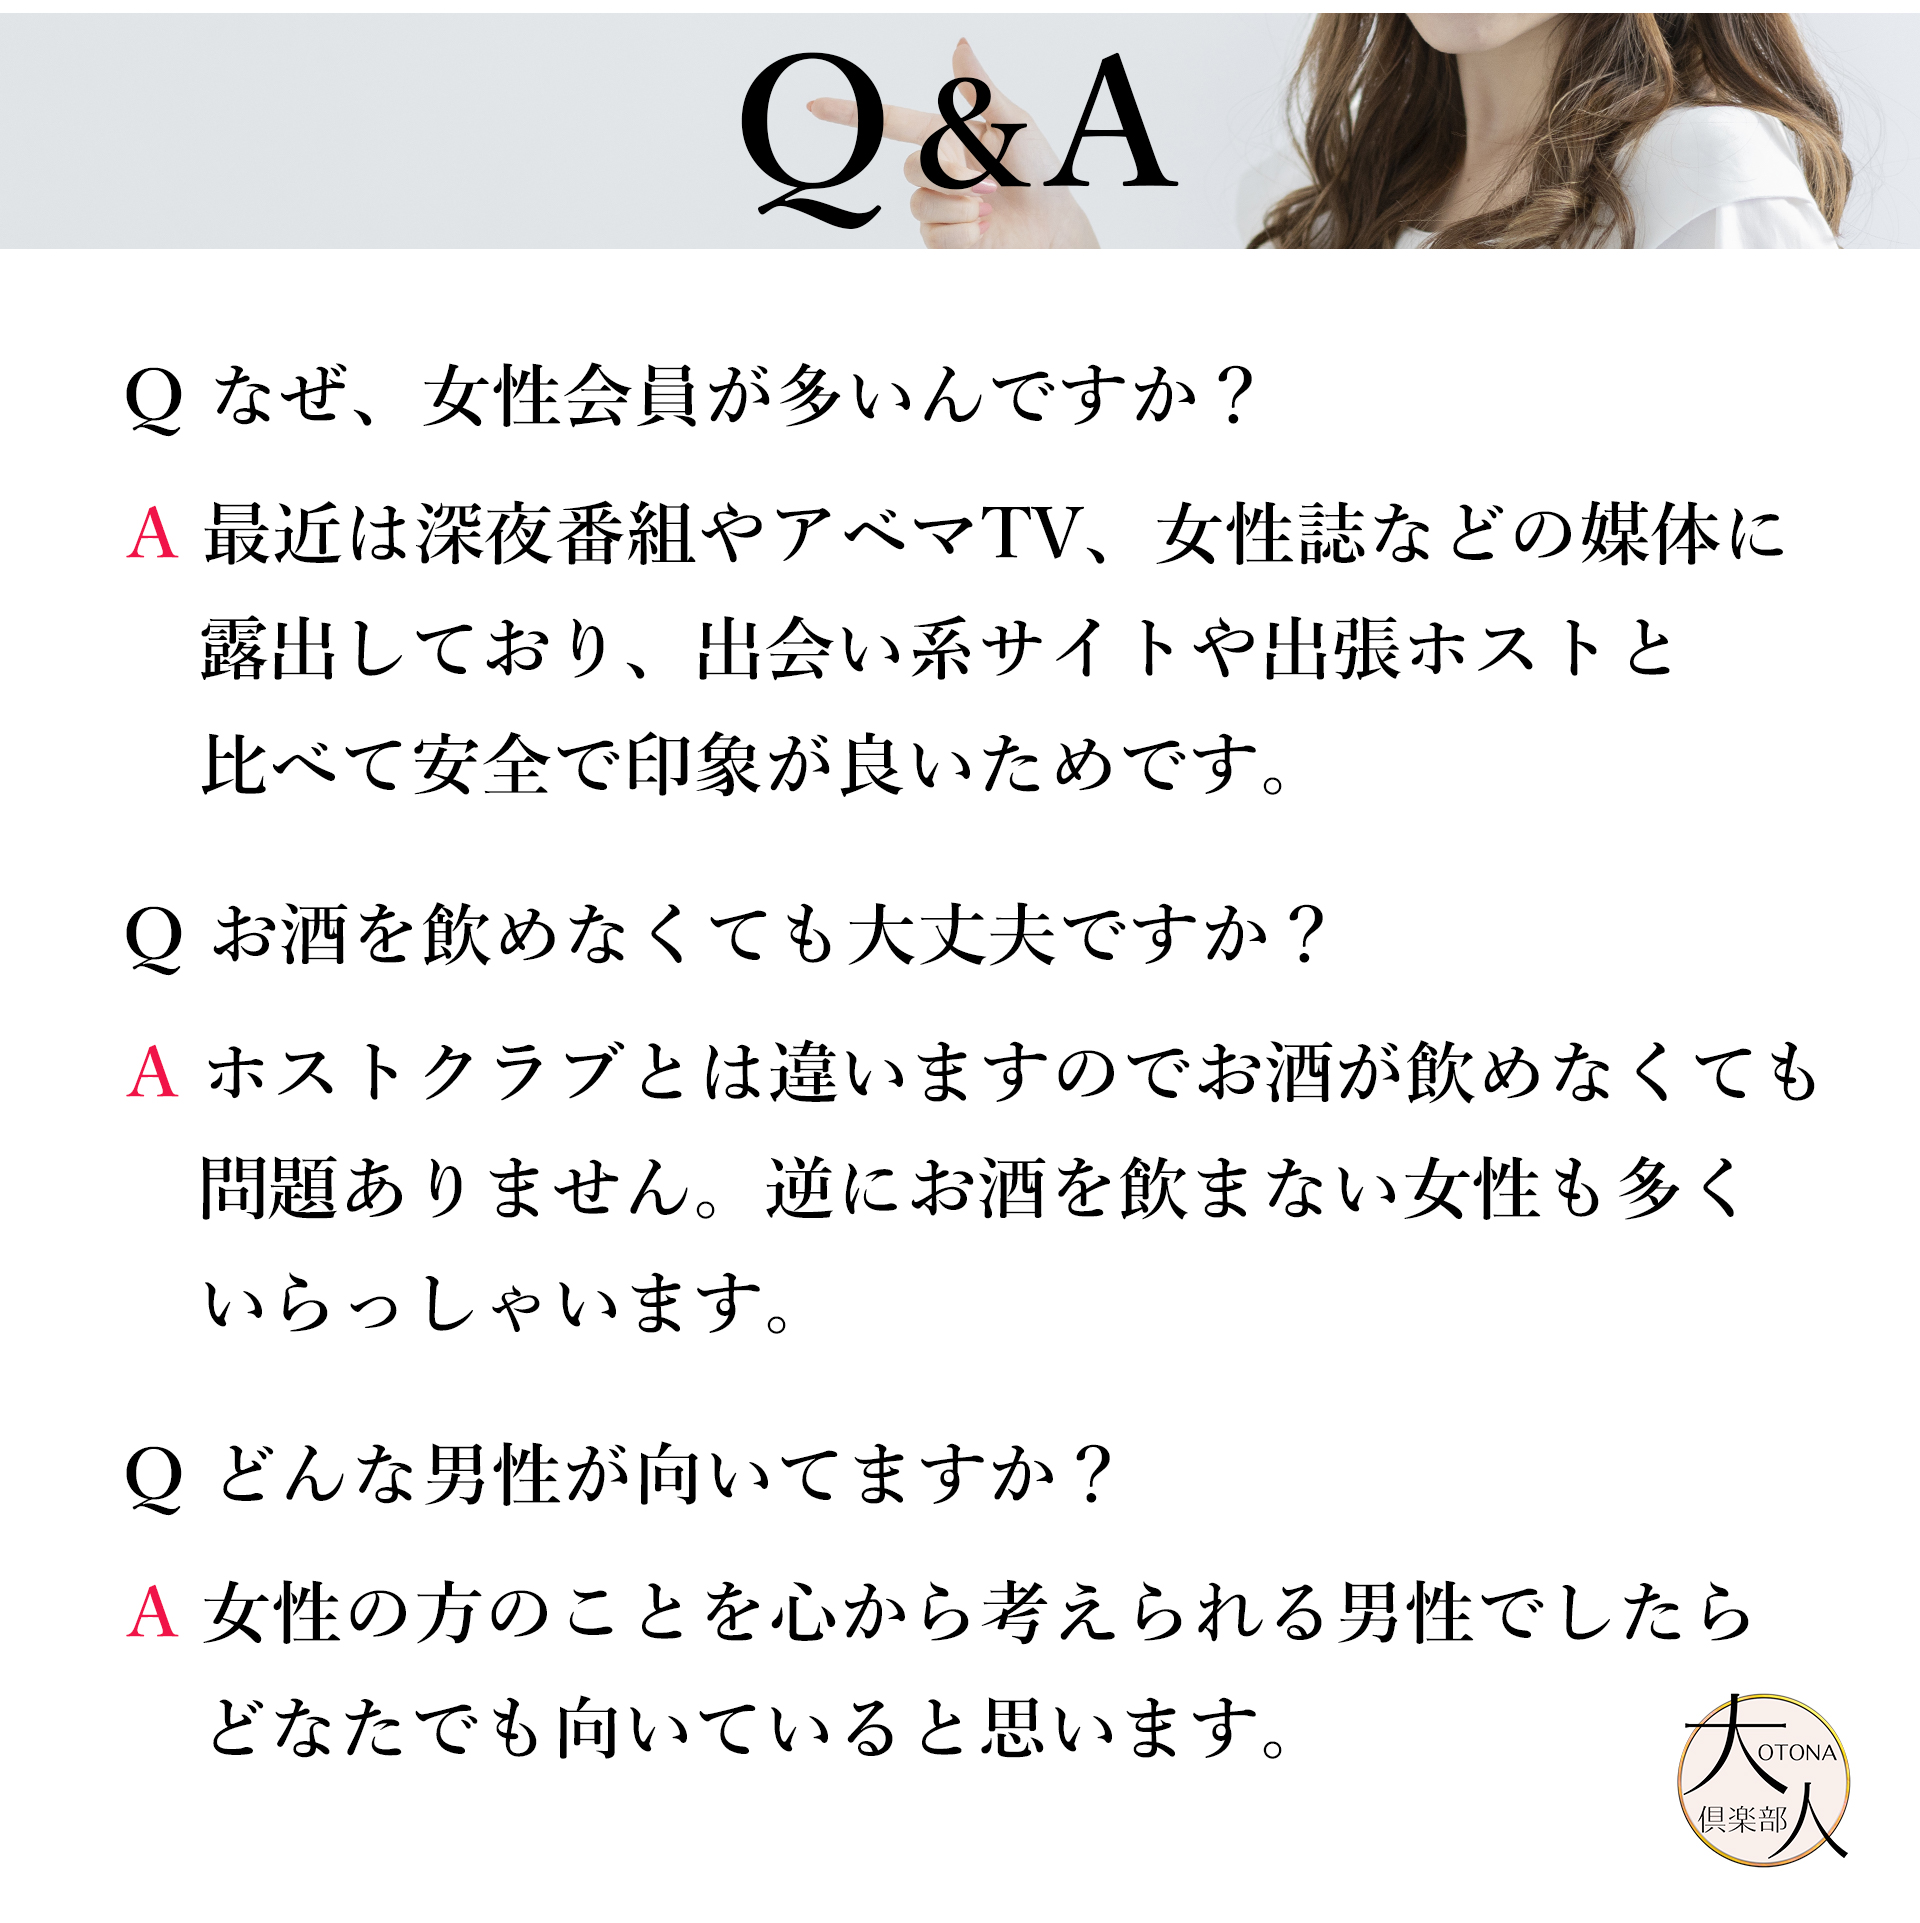 Q&A
Q なぜ、女性会員が多いんですか？
A 最近は深夜番組やアベマTV、女性誌などの媒体に
露出しており、出会い系サイトや出張ホストと
比べて安全で印象が良いためです。
Q お酒を飲めなくても大丈夫ですか？
A ホストクラブとは違いますのでお酒が飲めなくても
問題ありません。逆にお酒を飲まない女性も多く
いらっしゃいます。
Q どんな男性が向いてますか？
A 女性の方のことを心から考えられる男性でしたら
どなたでも向いていると思います。
大人
OTONA
倶楽部